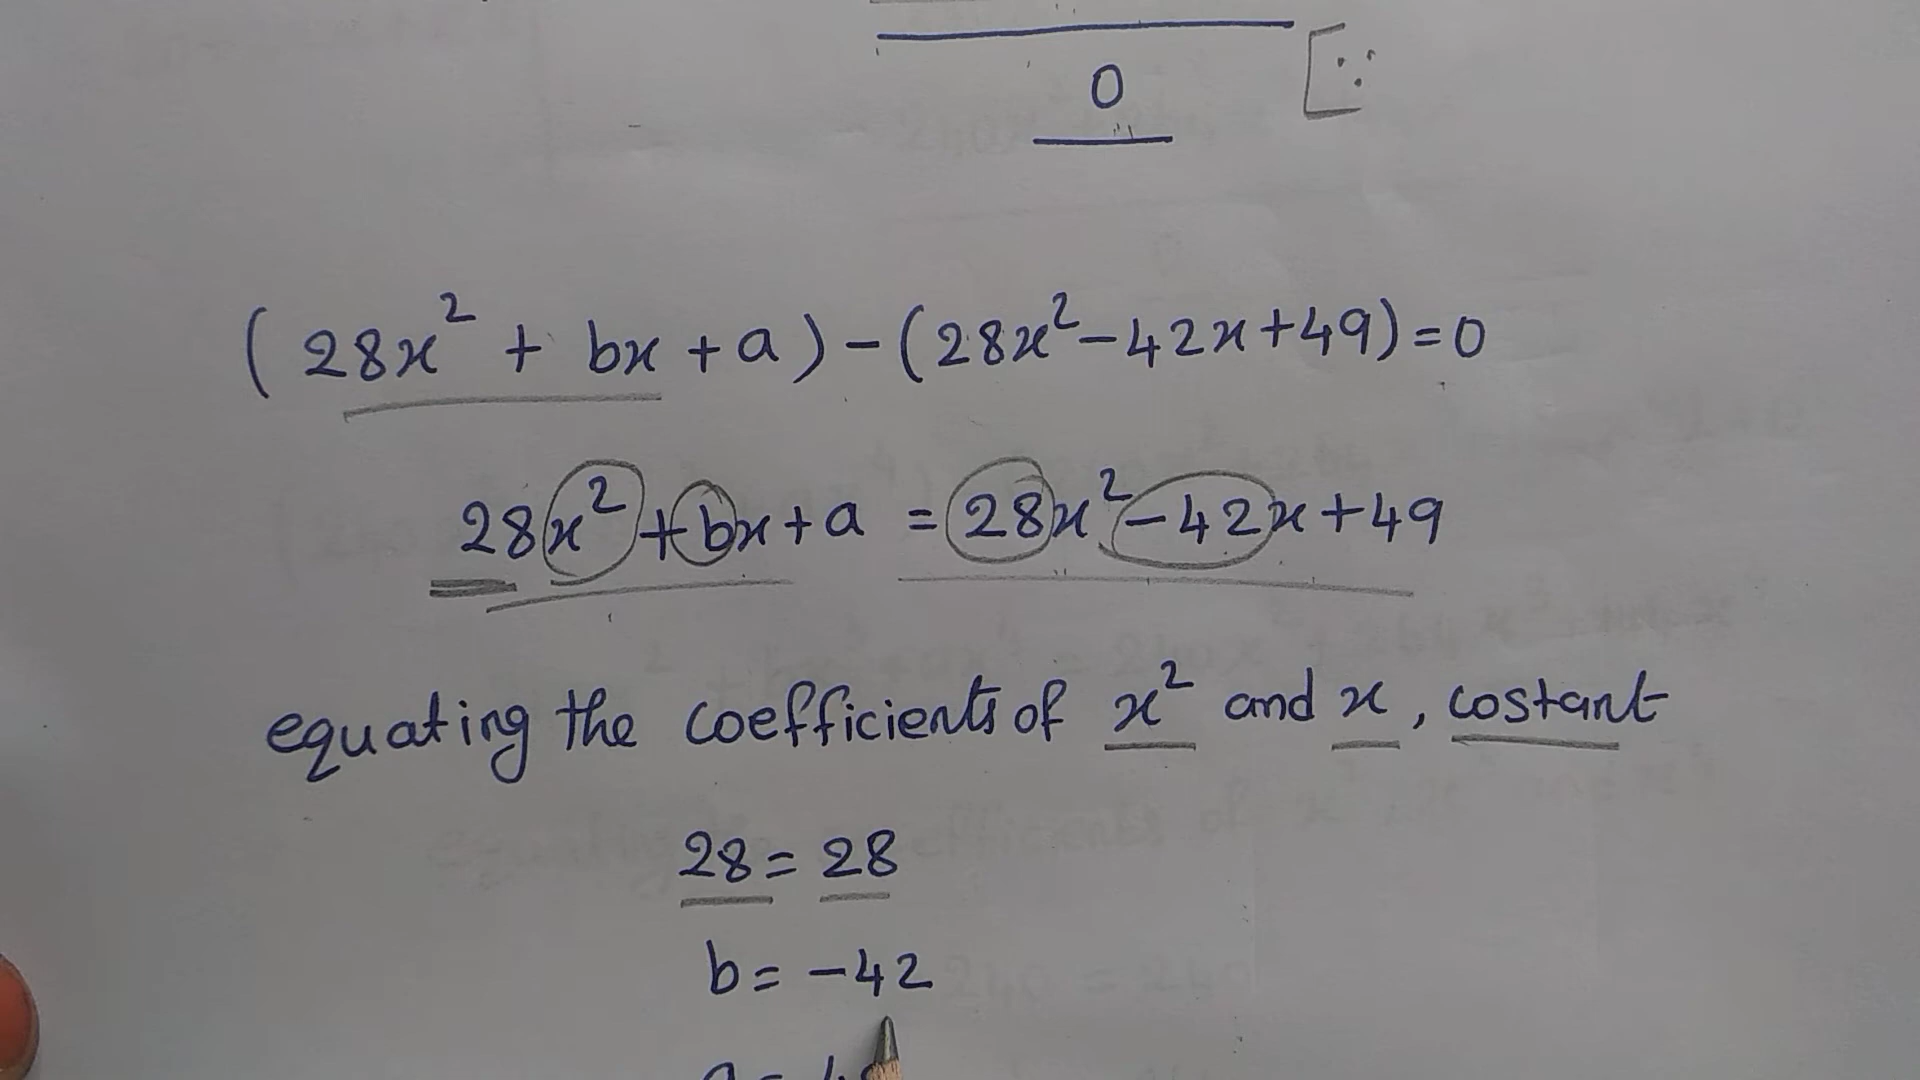 0 [∵
(28x² + bx + a) - (28x² - 42x + 49) = 0
28x² + bx + a = 28x² - 42x + 49
equating the coefficients of x² and x, costant
28 = 28
b = -42